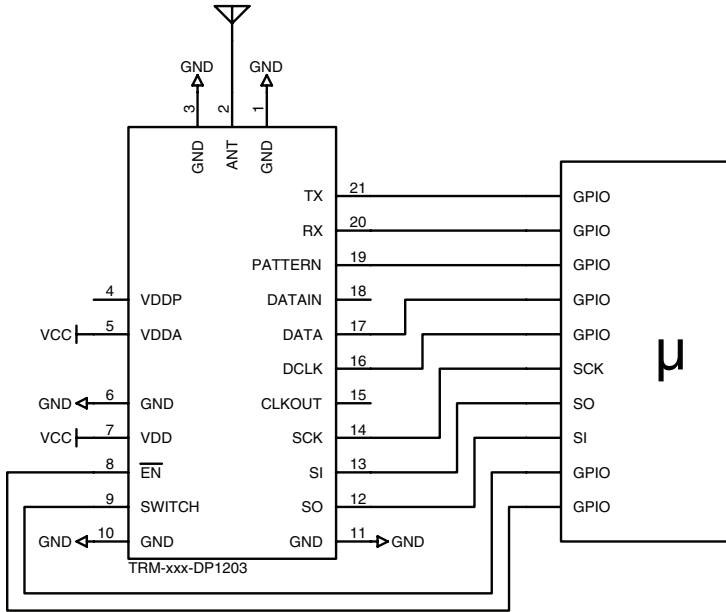 GND GND
3 2 1
GND ANT GND
TX 21 GPIO
RX 20 GPIO
PATTERN 19 GPIO
4 VDDP DATAIN 18 GPIO
VCC 5 VDDA DATA 17 GPIO
DCLK 16 SCK
GND 6 GND CLKOUT 15 SO
VCC 7 VDD SCK 14 SI
8 EN SI 13 GPIO
9 SWITCH SO 12 GPIO
GND 10 GND GND 11 GND
TRM-xxx-DP1203
µ